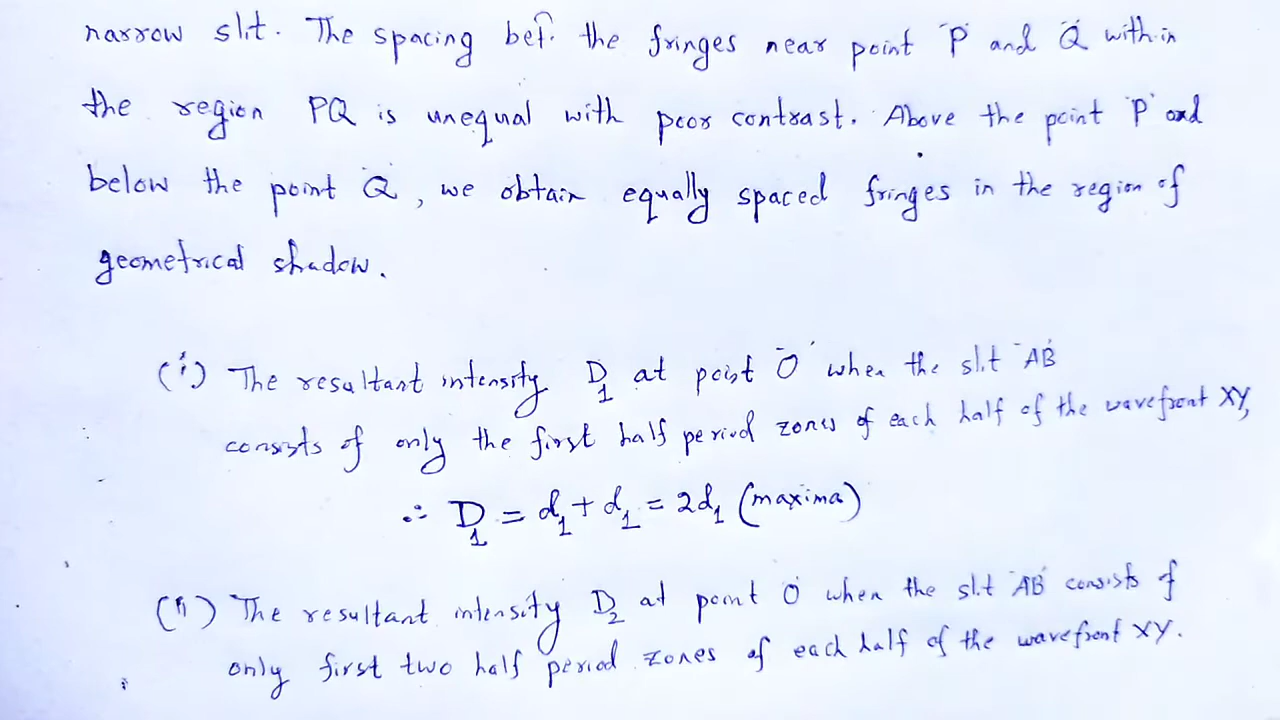 narrow slit. The spacing betn. the fringes near point 'P' and 'Q' within
the region PQ is unequal with poor contrast. Above the point 'P' and
below the point Q, we obtain equally spaced fringes in the region of
geometrical shadow.
(i) The resultant intensity D₁ at point 'O' when the slit 'AB'
consists of only the first half period zones of each half of the wavefront XY,
∴ D₁ = d₁ + d₁ = 2d₁ (maxima)
(ii) The resultant intensity D₂ at point 'O' when the slit 'AB' consists of
only first two half period zones of each half of the wavefront XY.